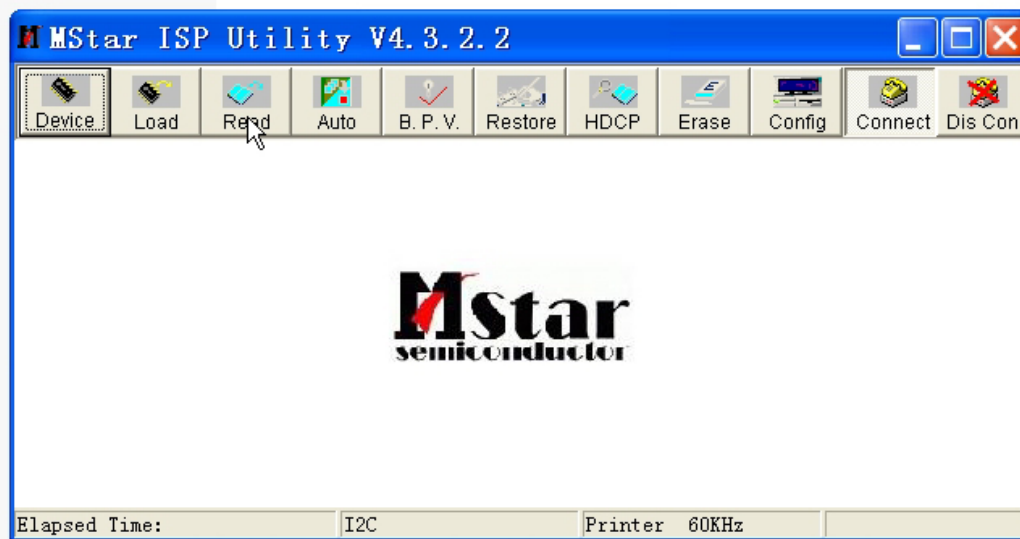 MStar ISP Utility V4.3.2.2
Device Load Read Auto B.P.V. Restore HDCP Erase Config Connect Dis Con
MStar
semiconductor
Elapsed Time: I2C Printer 60KHz